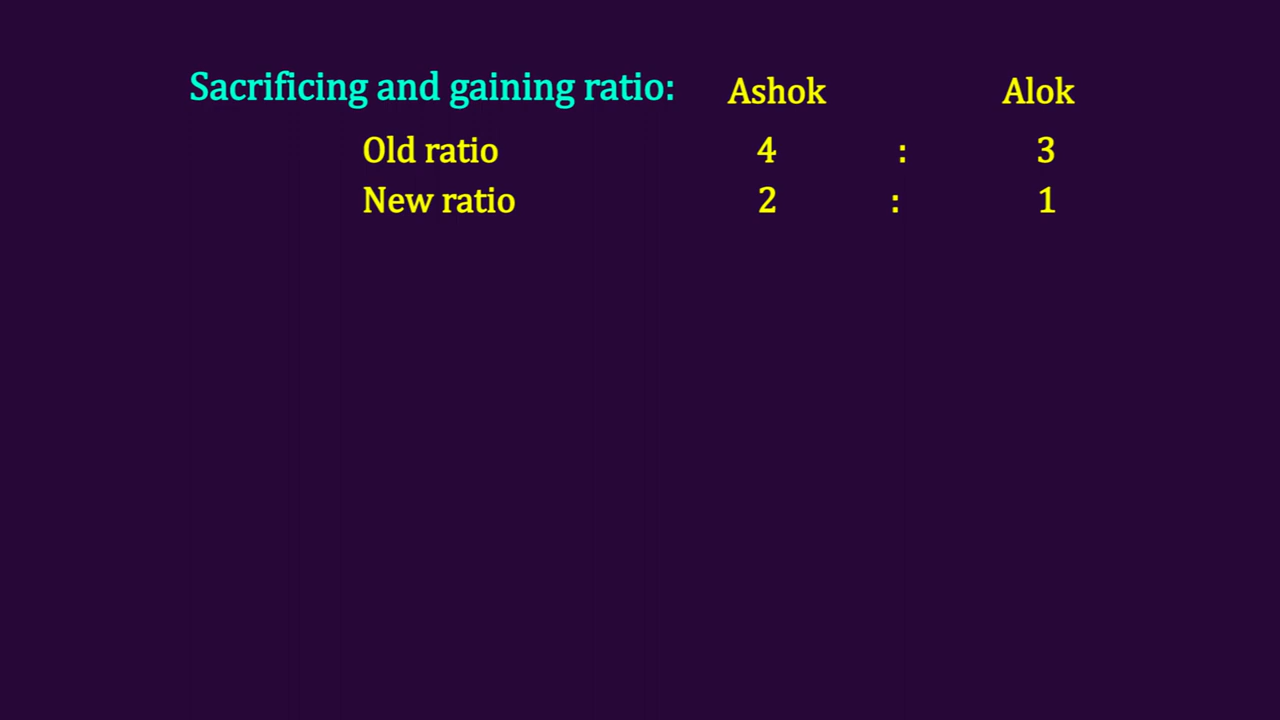 Sacrificing and gaining ratio: Ashok Alok
Old ratio 4 : 3
New ratio 2 : 1